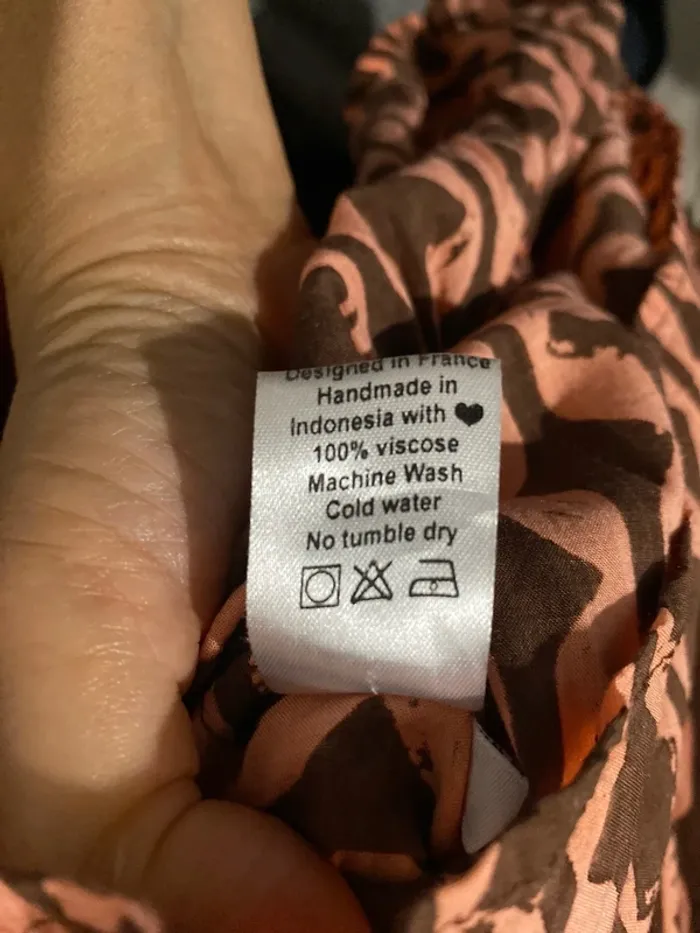 Designed in France
Handmade in
Indonesia with ♥
100% viscose
Machine Wash
Cold water
No tumble dry